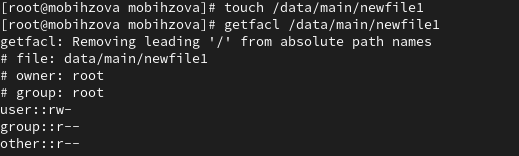 [root@mobihzova mobihzova]# touch /data/main/newfile1
[root@mobihzova mobihzova]# getfacl /data/main/newfile1
getfacl: Removing leading '/' from absolute path names
# file: data/main/newfile1
# owner: root
# group: root
user::rw-
group::r--
other::r--